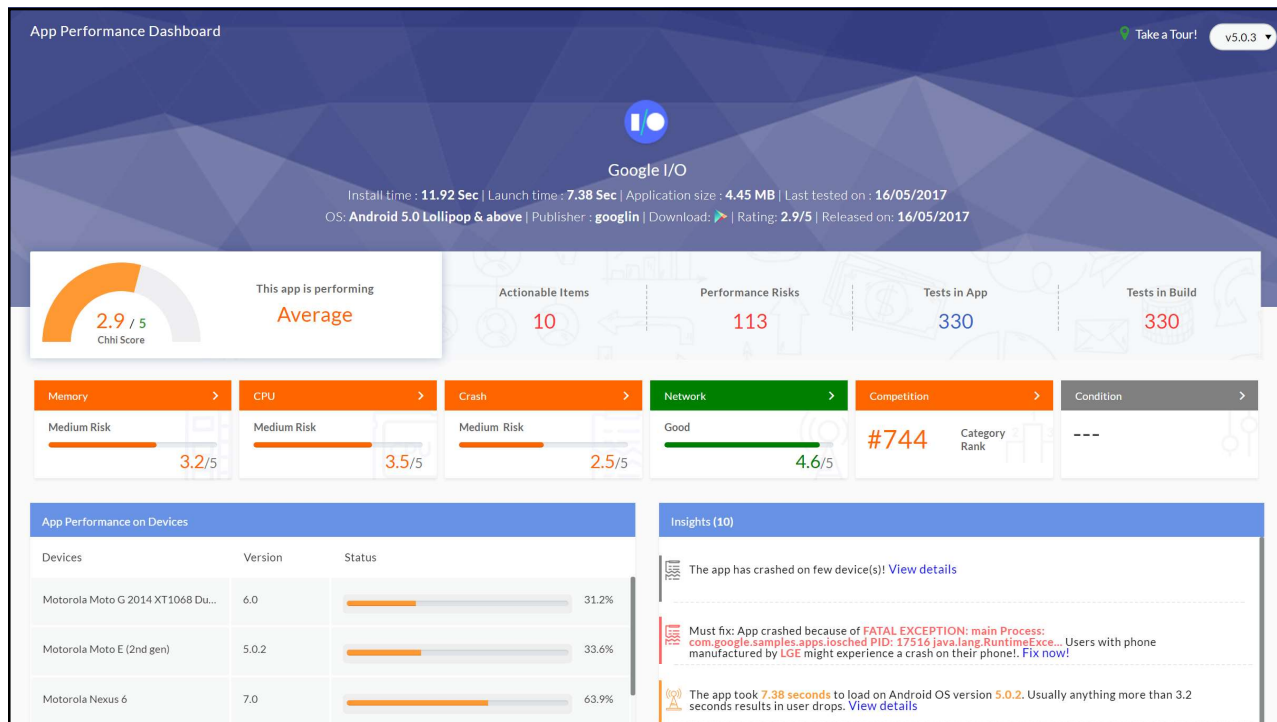 App Performance Dashboard
Take a Tour!
v5.0.3
I/O
Google I/O
Install time : 11.92 Sec | Launch time : 7.38 Sec | Application size : 4.45 MB | Last tested on : 16/05/2017
OS: Android 5.0 Lollipop & above | Publisher : googlin | Download: | Rating: 2.9/5 | Released on: 16/05/2017
2.9 / 5
Chhi Score
This app is performing
Average
Actionable Items
10
Performance Risks
113
Tests in App
330
Tests in Build
330
Memory
Medium Risk
3.2/5
CPU
Medium Risk
3.5/5
Crash
Medium Risk
2.5/5
Network
Good
4.6/5
Competition
#744
Category
Rank
Condition
---
App Performance on Devices
Devices Version Status
Motorola Moto G 2014 XT1068 Du... 6.0 31.2%
Motorola Moto E (2nd gen) 5.0.2 33.6%
Motorola Nexus 6 7.0 63.9%
Insights (10)
The app has crashed on few device(s)! View details
Must fix: App crashed because of FATAL EXCEPTION: main Process:
com.google.samples.apps.iosched PID: 17516 java.lang.RuntimeExce... Users with phone
manufactured by LGE might experience a crash on their phone!. Fix now!
The app took 7.38 seconds to load on Android OS version 5.0.2. Usually anything more than 3.2
seconds results in user drops. View details